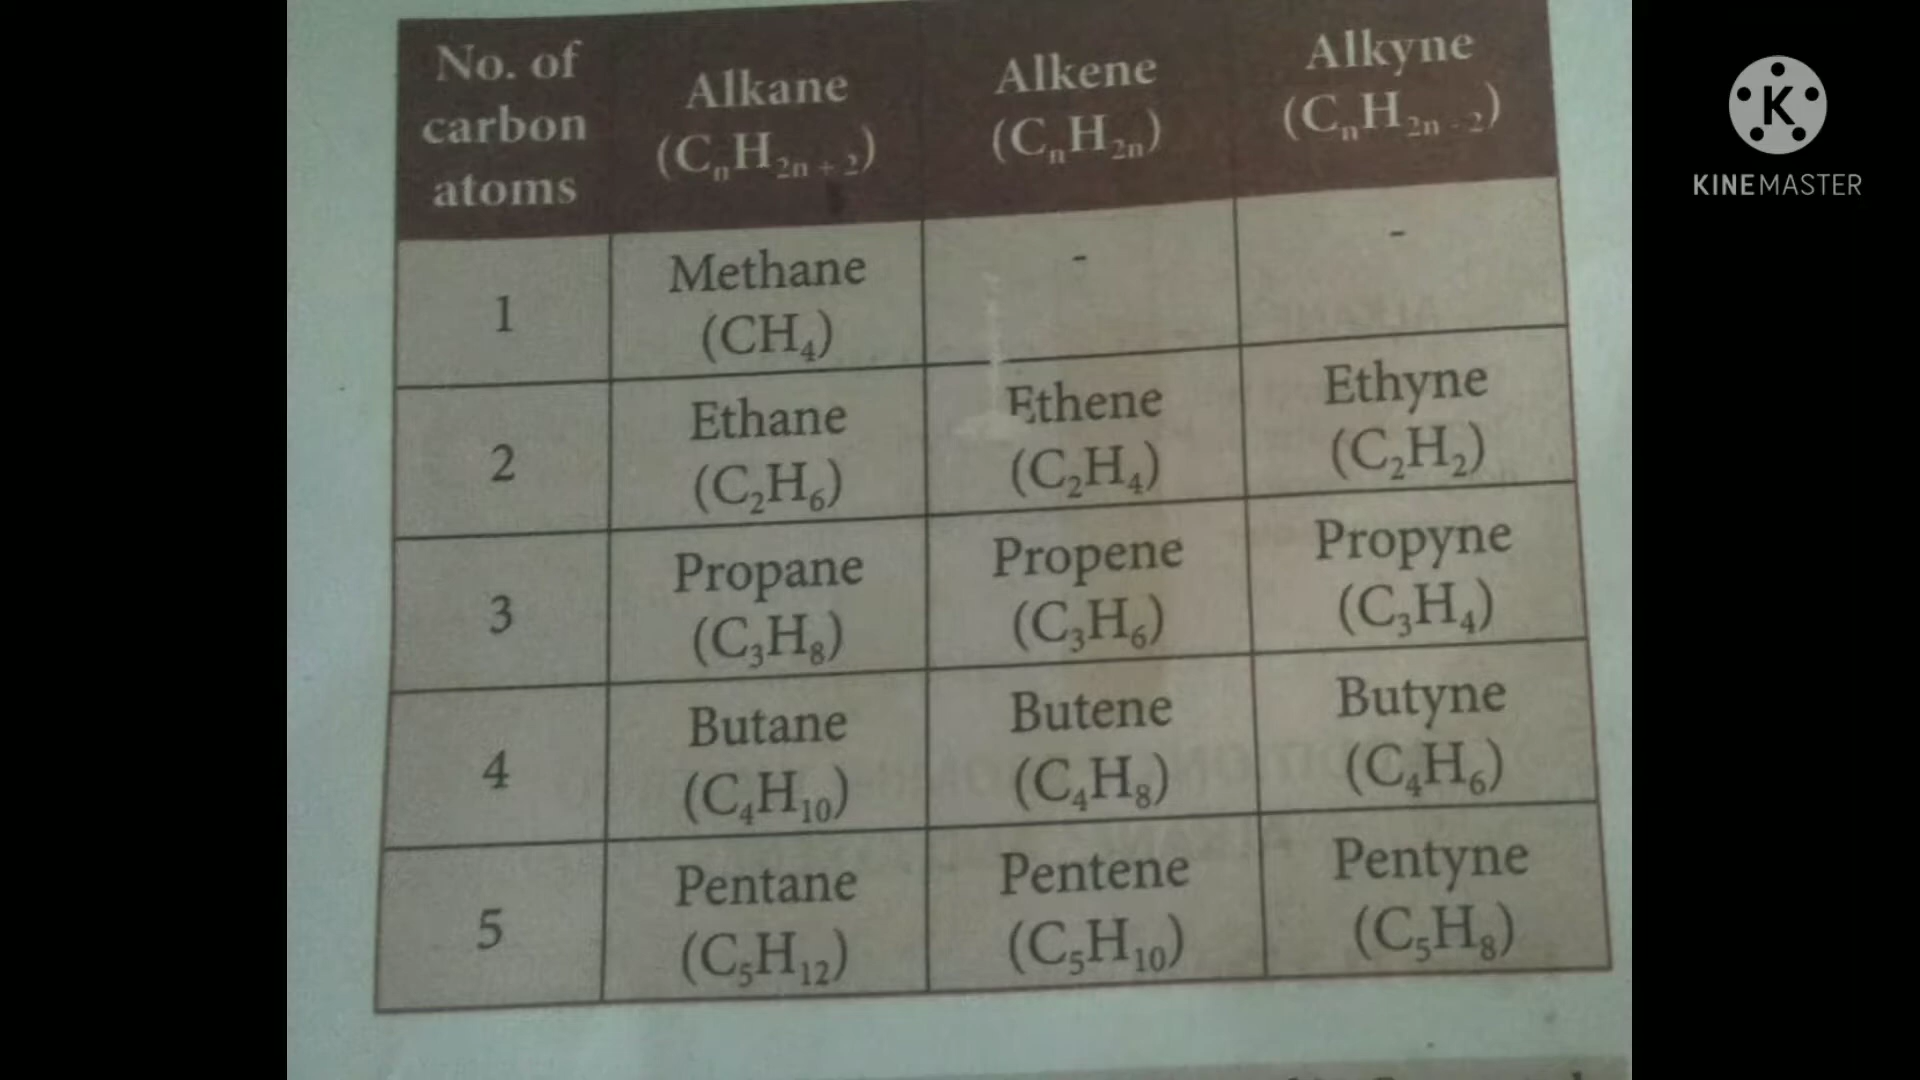 No. of
carbon
atoms
Alkane
(CₙH₂ₙ ₊ ₂)
Alkene
(CₙH₂ₙ)
Alkyne
(CₙH₂ₙ ₋ ₂)
1
Methane
(CH₄)
-
-
2
Ethane
(C₂H₆)
Ethene
(C₂H₄)
Ethyne
(C₂H₂)
3
Propane
(C₃H₈)
Propene
(C₃H₆)
Propyne
(C₃H₄)
4
Butane
(C₄H₁₀)
Butene
(C₄H₈)
Butyne
(C₄H₆)
5
Pentane
(C₅H₁₂)
Pentene
(C₅H₁₀)
Pentyne
(C₅H₈)
K
KINEMASTER